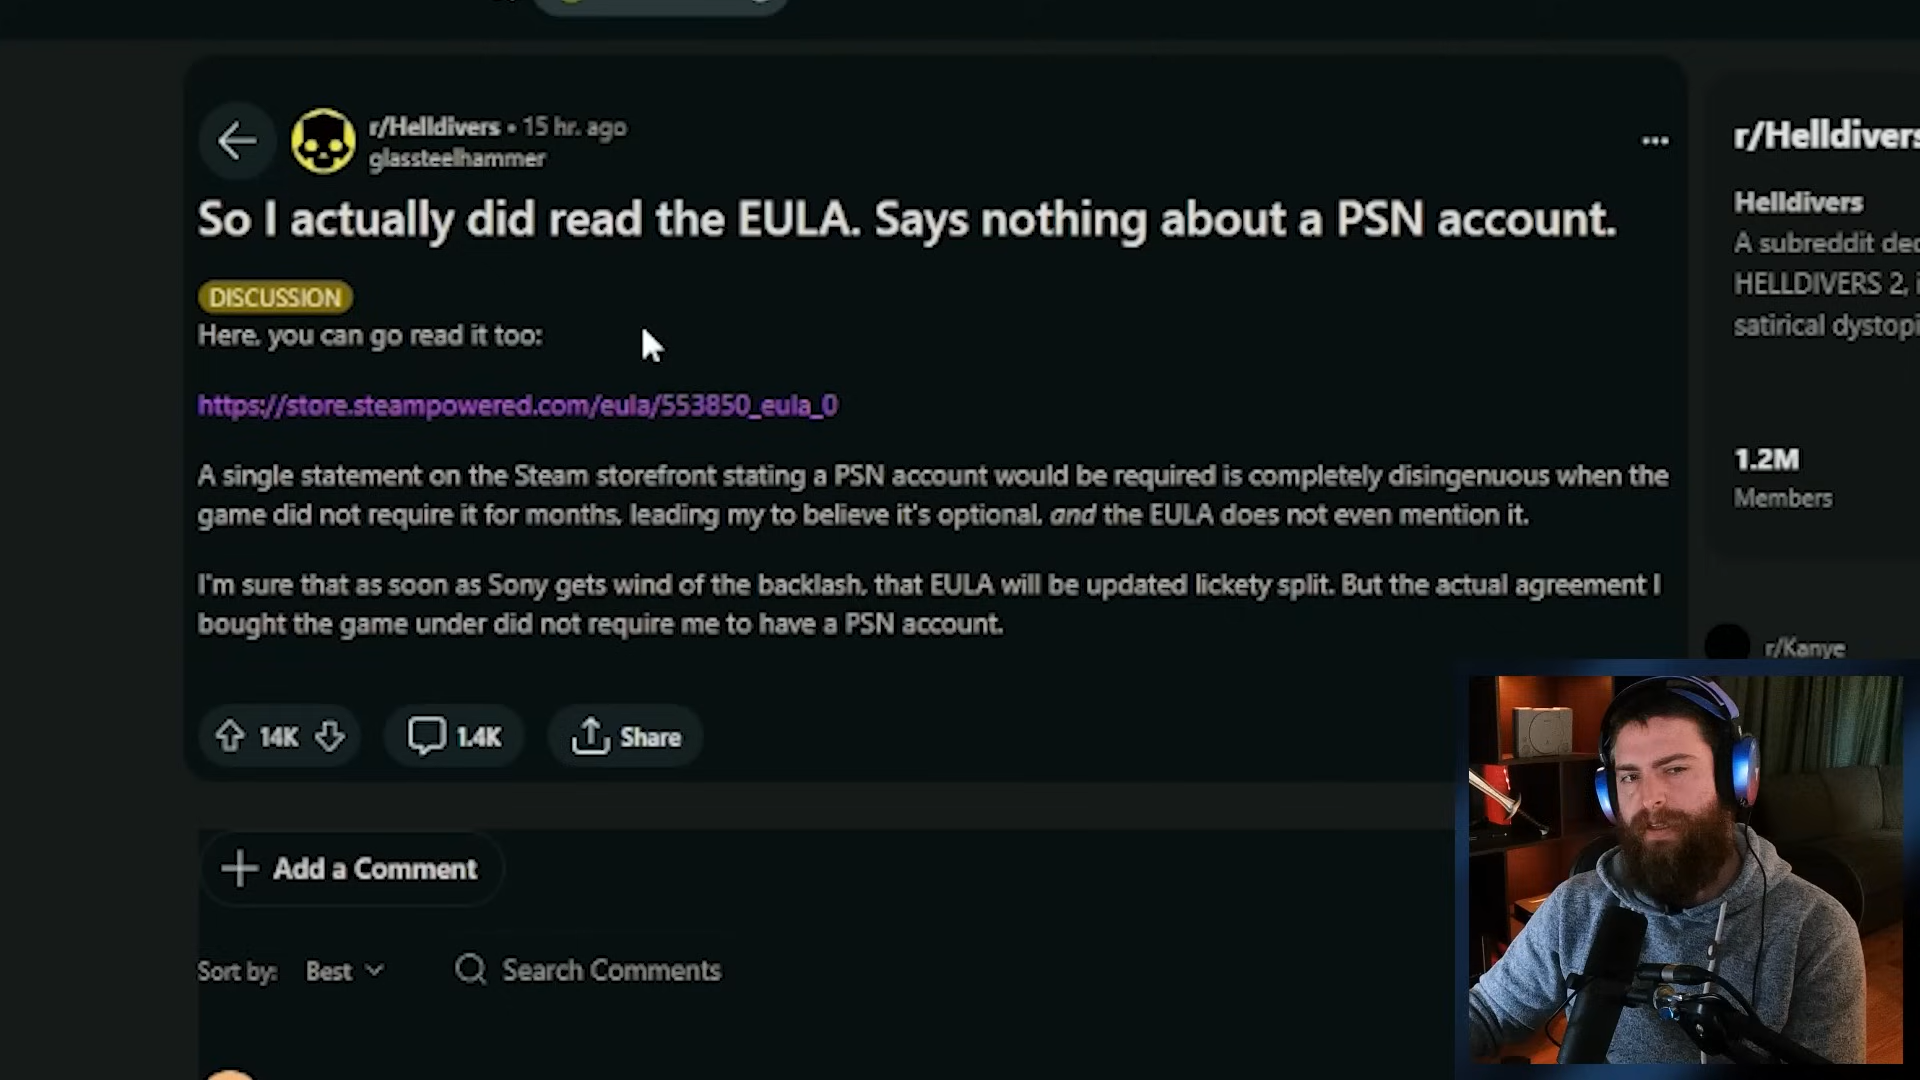 r/Helldivers • 15 hr. ago
glassteelhammer
So I actually did read the EULA. Says nothing about a PSN account.
DISCUSSION
Here, you can go read it too:
https://store.steampowered.com/eula/553850_eula_0
A single statement on the Steam storefront stating a PSN account would be required is completely disingenuous when the
game did not require it for months, leading my to believe it's optional, and the EULA does not even mention it.
I'm sure that as soon as Sony gets wind of the backlash, that EULA will be updated lickety split. But the actual agreement I
bought the game under did not require me to have a PSN account.
14K
1.4K
Share
Add a Comment
Sort by:
Best
Search Comments
r/Helldivers
Helldivers
A subreddit dec
HELLDIVERS 2, i
satirical dystopi
1.2M
Members
r/Kanye